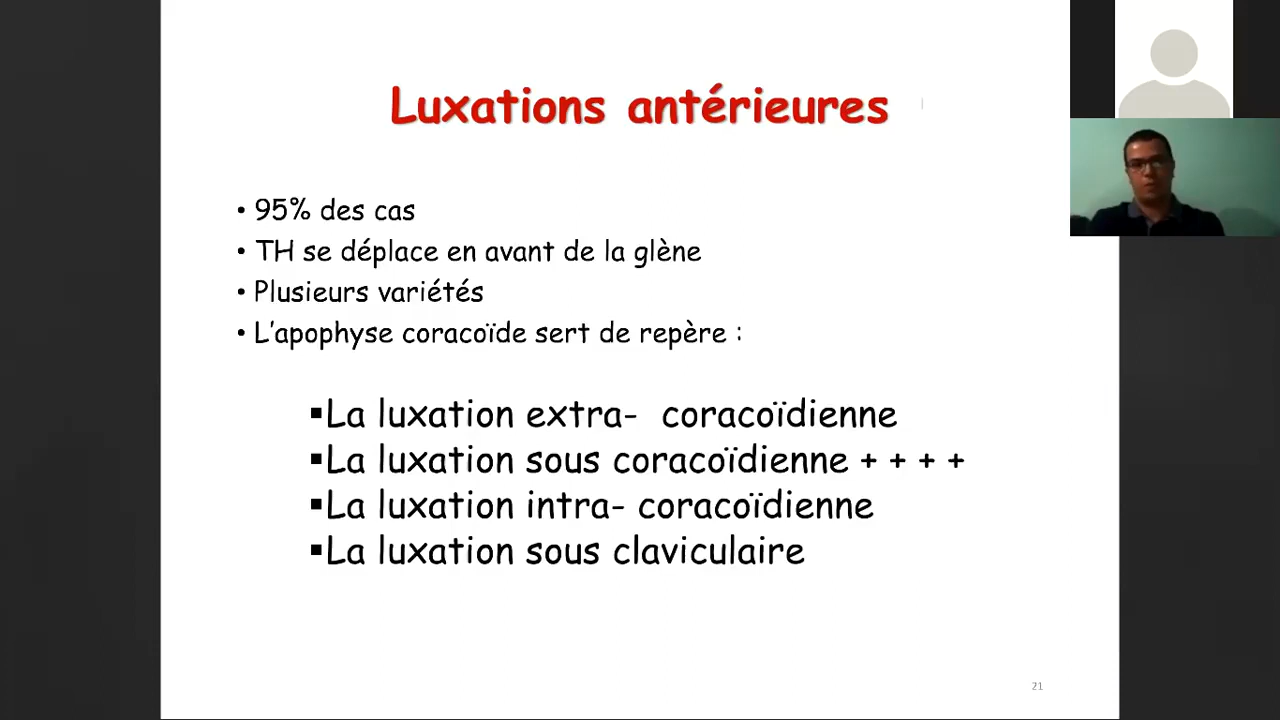 Luxations antérieures
• 95% des cas
• TH se déplace en avant de la glène
• Plusieurs variétés
• L'apophyse coracoïde sert de repère :
▪La luxation extra- coracoïdienne
▪La luxation sous coracoïdienne + + + +
▪La luxation intra- coracoïdienne
▪La luxation sous claviculaire
21